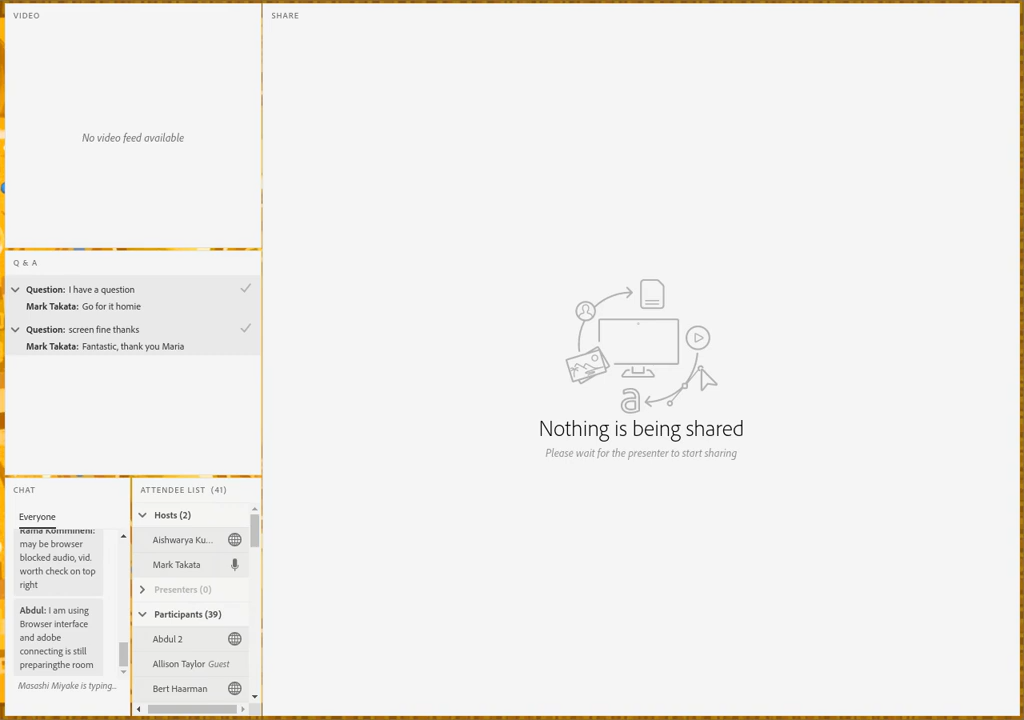 VIDEO
No video feed available
SHARE
Nothing is being shared
Please wait for the presenter to start sharing
Q & A
Question: I have a question
Mark Takata: Go for it homie
Question: screen fine thanks
Mark Takata: Fantastic, thank you Maria
CHAT
Everyone
Rama Kommineni:
may be browser
blocked audio, vid.
worth check on top
right
Abdul: I am using
Browser interface
and adobe
connecting is still
preparingthe room
Masashi Miyake is typing...
ATTENDEE LIST (41)
Hosts (2)
Aishwarya Ku...
Mark Takata
Presenters (0)
Participants (39)
Abdul 2
Allison Taylor Guest
Bert Haarman